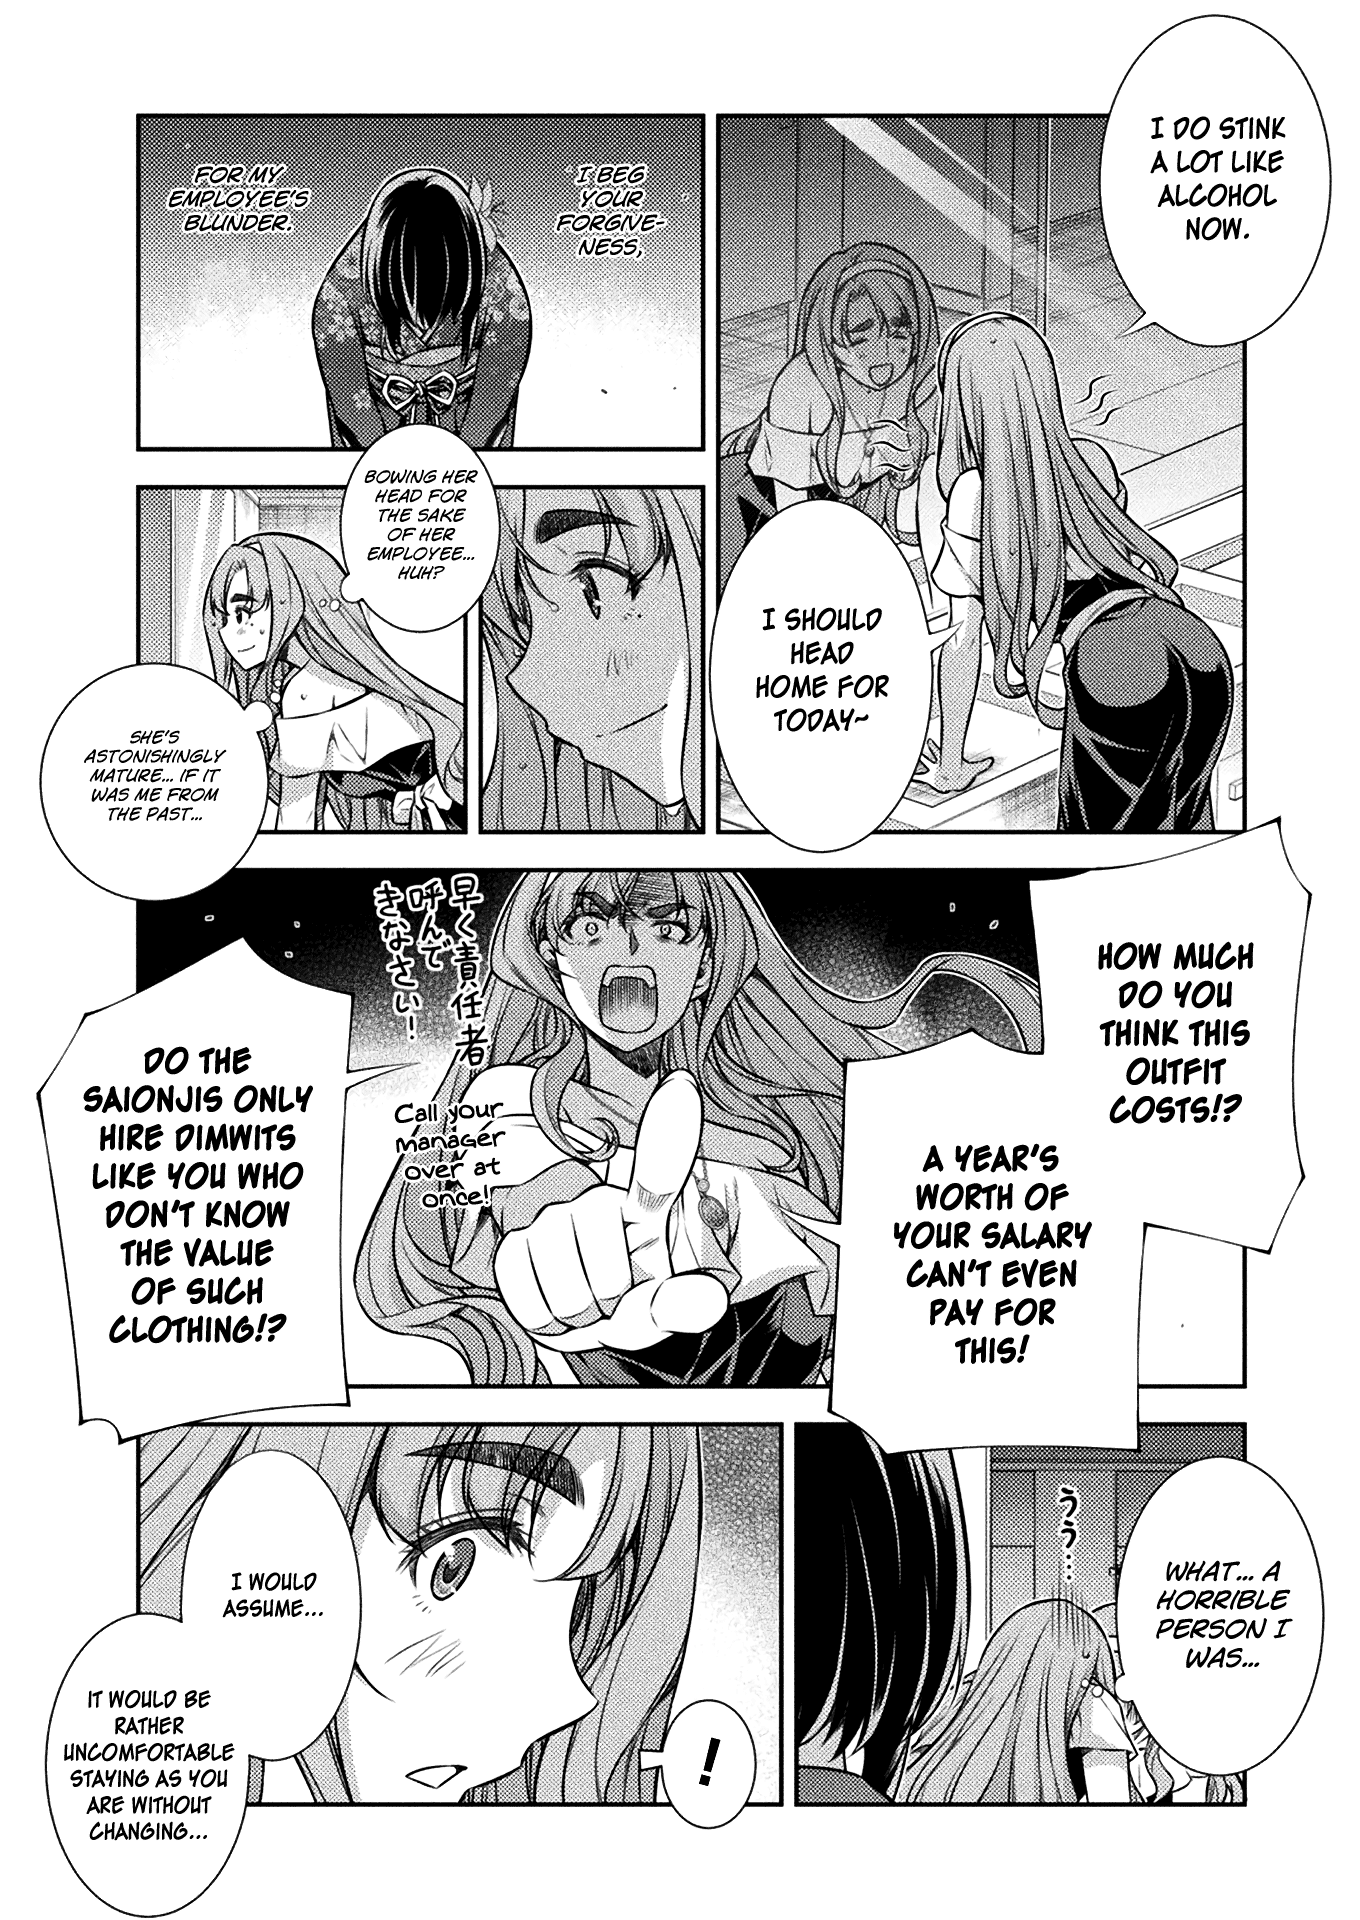 I DO STINK
A LOT LIKE
ALCOHOL
NOW.
I SHOULD
HEAD
HOME FOR
TODAY~
I BEG
YOUR
FORGIVE-
NESS,
FOR MY
EMPLOYEE'S
BLUNDER.
BOWING HER
HEAD FOR
THE SAKE
OF HER
EMPLOYEE...
HUH?
SHE'S
ASTONISHINGLY
MATURE... IF IT
WAS ME FROM
THE PAST...
HOW MUCH
DO YOU
THINK THIS
OUTFIT
COSTS!?
A YEAR'S
WORTH OF
YOUR SALARY
CAN'T EVEN
PAY FOR
THIS!
早く責任者
呼んで
きなさい!
Call your
manager
over at
once!
DO THE
SAIONJIS ONLY
HIRE DIMWITS
LIKE YOU WHO
DON'T KNOW
THE VALUE
OF SUCH
CLOTHING!?
うう…
WHAT... A
HORRIBLE
PERSON I
WAS...
!
I WOULD
ASSUME...
IT WOULD BE
RATHER
UNCOMFORTABLE
STAYING AS YOU
ARE WITHOUT
CHANGING...